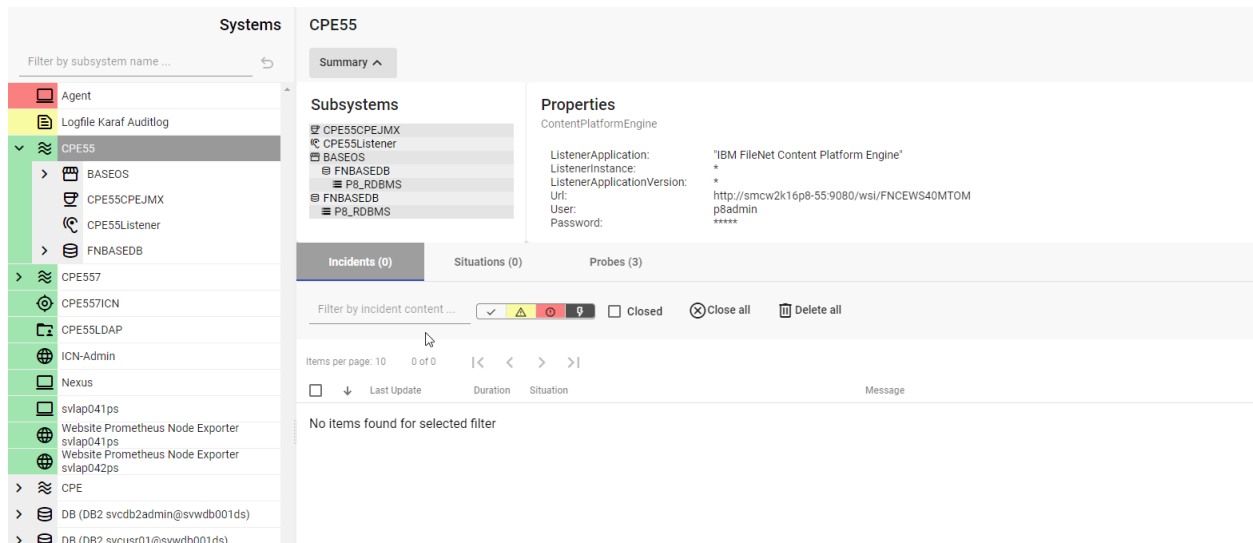 Systems
Filter by subsystem name ...
Agent
Logfile Karaf Auditlog
CPE55
BASEOS
CPE55CPEJMX
CPE55Listener
FNBASEDB
CPE557
CPE557ICN
CPE55LDAP
ICN-Admin
Nexus
svlap041ps
Website Prometheus Node Exporter
svlap041ps
Website Prometheus Node Exporter
svlap042ps
CPE
DB (DB2 svcdb2admin@svwdb001ds)
DB (DB2 svcusr01@svwdb001ds)
CPE55
Summary
Subsystems
CPE55CPEJMX
CPE55Listener
BASEOS
FNBASEDB
P8_RDBMS
FNBASEDB
P8_RDBMS
Properties
ContentPlatformEngine
ListenerApplication: "IBM FileNet Content Platform Engine"
ListenerInstance: *
ListenerApplicationVersion: *
Url: http://smcw2k16p8-55:9080/wsi/FNCEWS40MTOM
User: p8admin
Password: *****
Incidents (0) Situations (0) Probes (3)
Filter by incident content ... Closed Close all Delete all
Items per page: 10 0 of 0
Last Update Duration Situation Message
No items found for selected filter